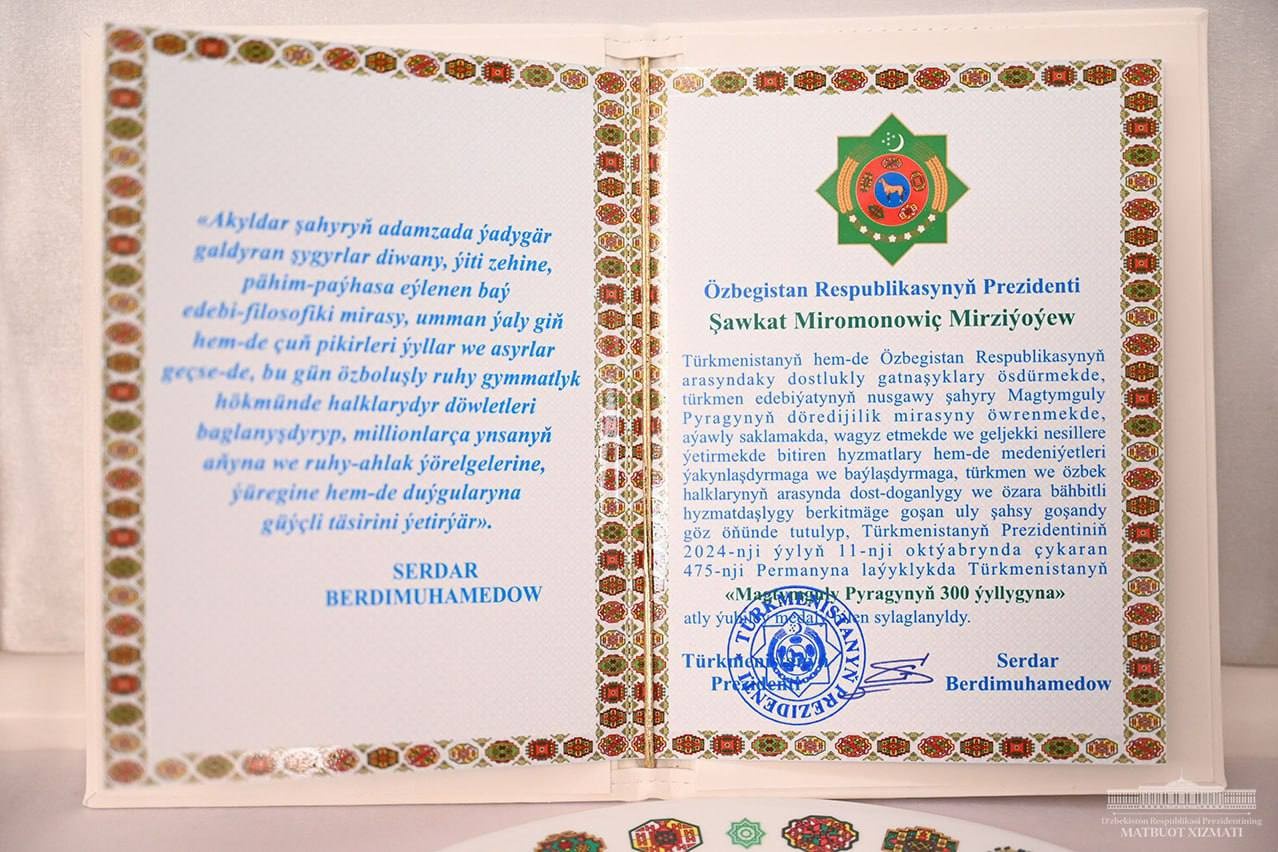 «Akyldar şahyryň adamzada ýadygär
galdyran şygyrlar diwany, ýiti zehine,
pähim-paýhasa eýlenen baý
edebi-filosofiki mirasy, umman ýaly giň
hem-de çuň pikirleri ýyllar we asyrlar
geçse-de, bu gün özboluşly ruhy gymmatlyk
hökmünde halklarydyr döwletleri
baglanyşdyryp, millionlarça ynsanyň
aňyna we ruhy-ahlak ýörelgelerine,
ýüregine hem-de duýgularyna
güýçli täsirini ýetirýär».
SERDAR
BERDIMUHAMEDOW
Özbegistan Respublikasynyň Prezidenti
Şawkat Miromonowiç Mirziýoýew
Türkmenistanyň hem-de Özbegistan Respublikasynyň
arasyndaky dostlukly gatnaşyklary ösdürmekde,
türkmen edebiýatynyň nusgawy şahyry Magtymguly
Pyragynyň döredijilik mirasyny öwrenmekde,
aýawly saklamakda, wagyz etmekde we geljekki nesillere
ýetirmekde bitiren hyzmatlary hem-de medeniýetleri
ýakynlaşdyrmaga we baýlaşdyrmaga, türkmen we özbek
halklarynyň arasynda dost-doganlygy we özara bähbitli
hyzmatdaşlygy berkitmäge goşan uly şahsy goşandy
göz öňünde tutulyp, Türkmenistanyň Prezidentiniň
2024-nji ýylyň 11-nji oktýabrynda çykaran
475-nji Permanyna laýyklykda Türkmenistanyň
«Magtymguly Pyragynyň 300 ýyllygyna»
atly ýubileý medaly bilen sylaglanyldy.
Türkmenistanyň
Prezidenti
Serdar
Berdimuhamedow
TÜRKMENISTANYŇ PREZIDENTI
O'zbekiston Respublikasi Prezidentining
MATBUOT XIZMATI